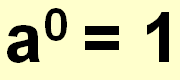 a⁰ = 1